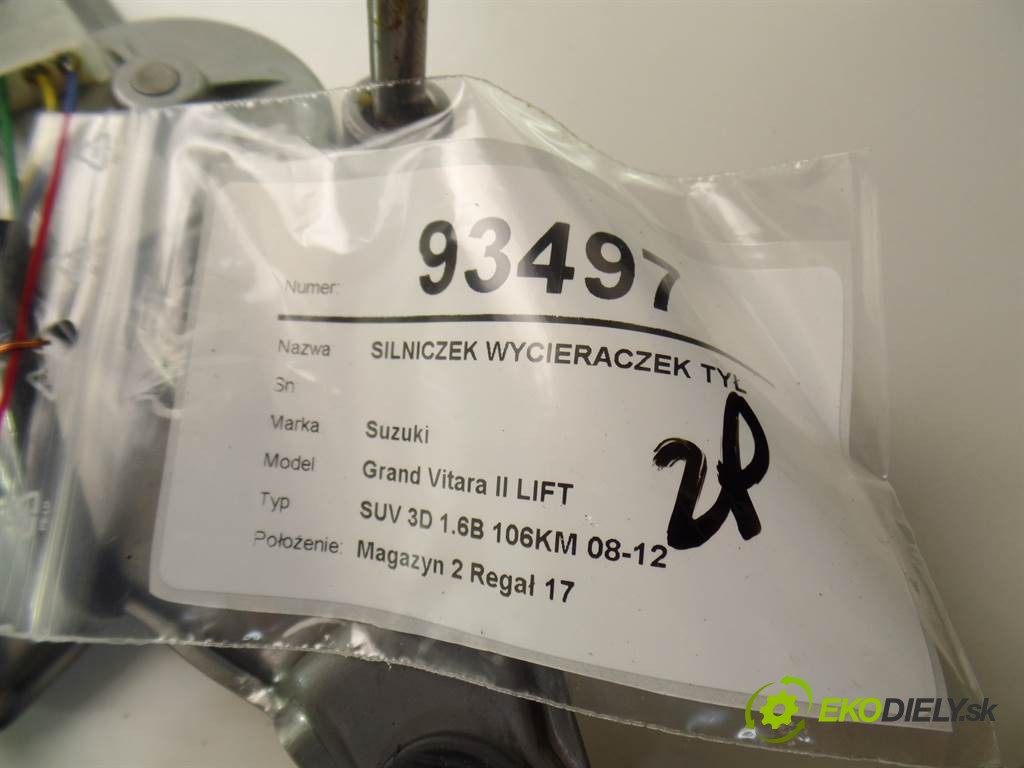 Numer: 93497
Nazwa SILNICZEK WYCIERACZEK TYŁ
Sn
Marka Suzuki
Model Grand Vitara II LIFT
Typ SUV 3D 1.6B 106KM 08-12
Położenie: Magazyn 2 Regał 17
EKODIELY.sk